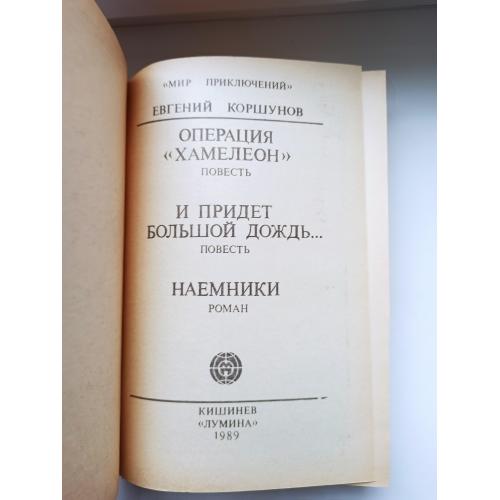 «МИР ПРИКЛЮЧЕНИЙ»
ЕВГЕНИЙ КОРШУНОВ
ОПЕРАЦИЯ
«ХАМЕЛЕОН»
ПОВЕСТЬ
И ПРИДЕТ
БОЛЬШОЙ ДОЖДЬ...
ПОВЕСТЬ
НАЕМНИКИ
РОМАН
КИШИНЕВ
«ЛУМИНА»
1989